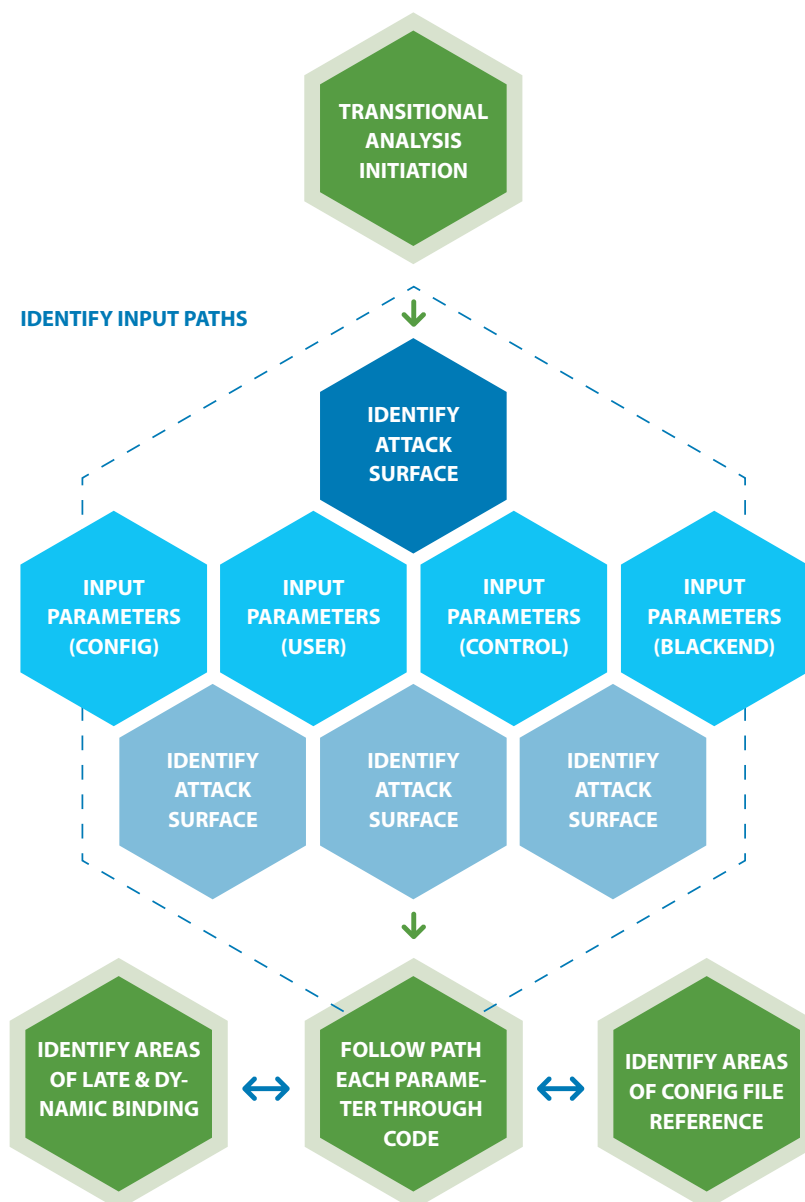 TRANSITIONAL
ANALYSIS
INITIATION
IDENTIFY INPUT PATHS
IDENTIFY
ATTACK
SURFACE
INPUT
PARAMETERS
(CONFIG)
INPUT
PARAMETERS
(USER)
INPUT
PARAMETERS
(CONTROL)
INPUT
PARAMETERS
(BLACKEND)
IDENTIFY
ATTACK
SURFACE
IDENTIFY
ATTACK
SURFACE
IDENTIFY
ATTACK
SURFACE
IDENTIFY AREAS
OF LATE & DY-
NAMIC BINDING
FOLLOW PATH
EACH PARAME-
TER THROUGH
CODE
IDENTIFY AREAS
OF CONFIG FILE
REFERENCE